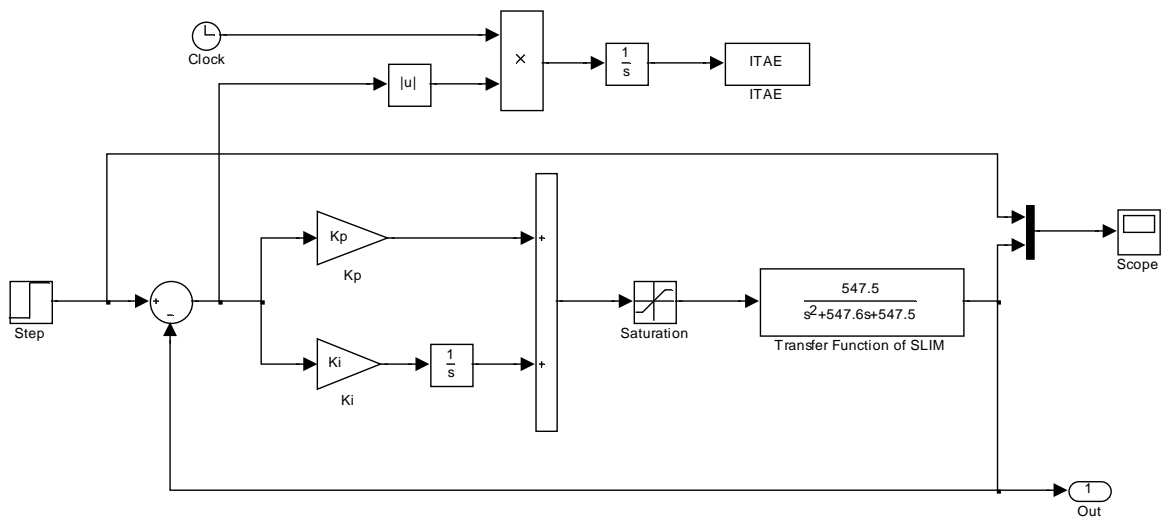 Clock
|u|
×
1
s
ITAE
ITAE
Step
+
−
Kp
Kp
Ki
Ki
1
s
+
+
Saturation
547.5
s2+547.6s+547.5
Transfer Function of SLIM
Scope
1
Out